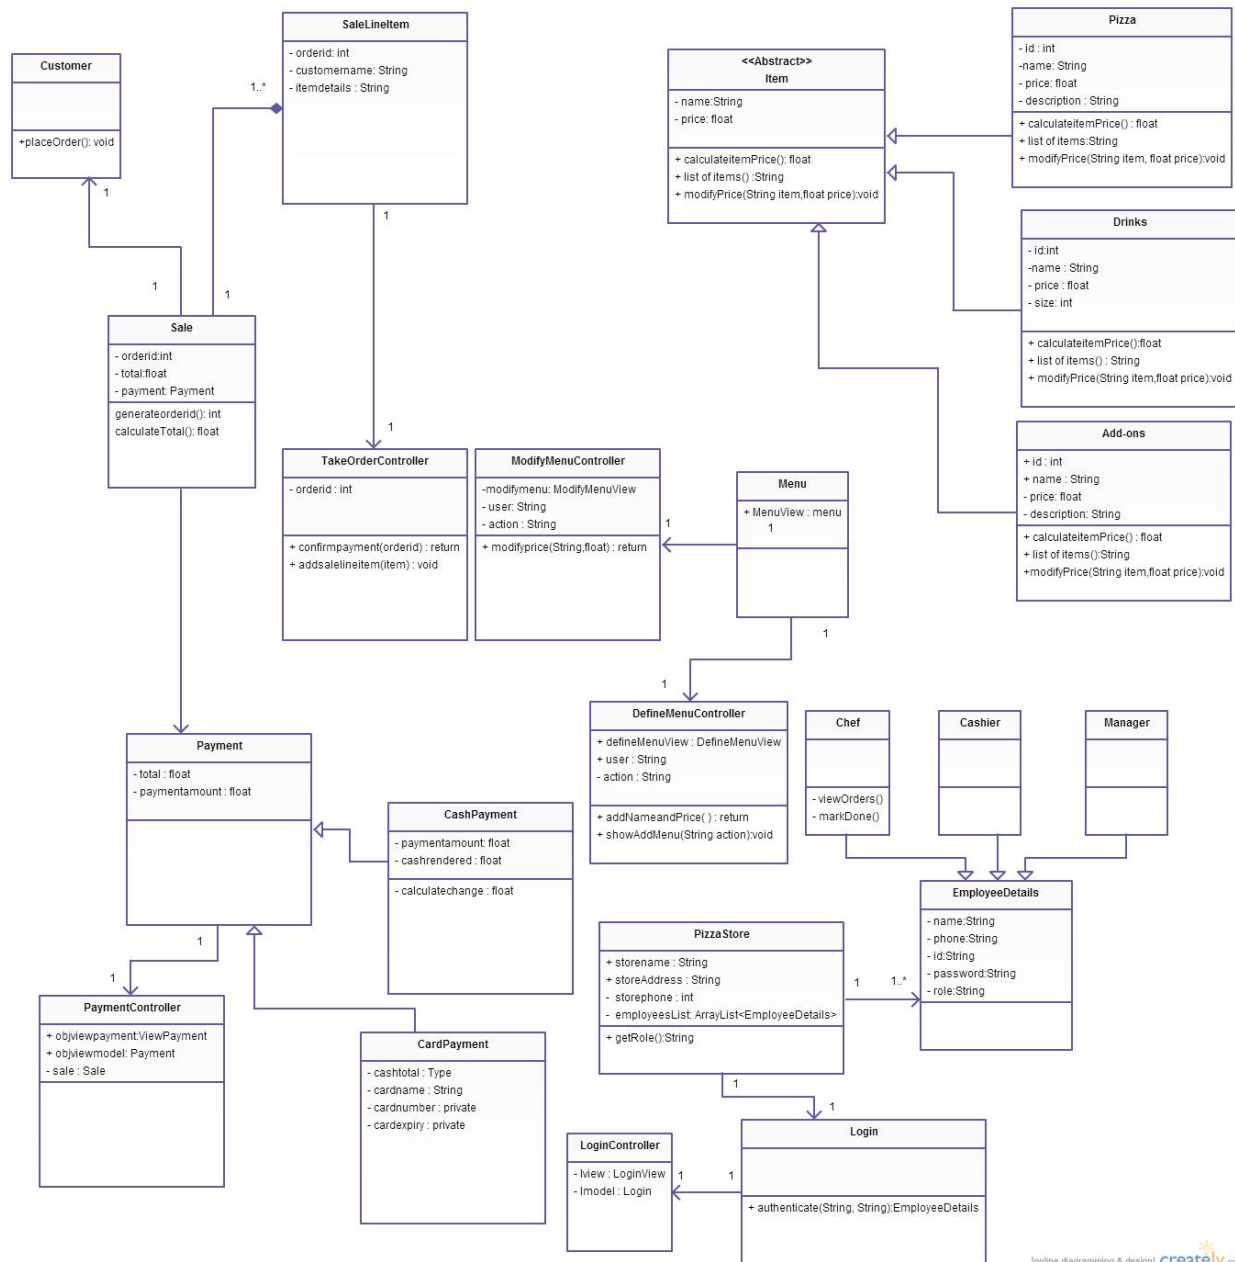 SaleLineItem
- orderid: int
- customername: String
- itemdetails : String
Customer
+placeOrder(): void
1..*
1
1
1
1
1
<<Abstract>>
Item
- name:String
- price: float
+ calculateitemPrice(): float
+ list of items() :String
+ modifyPrice(String item,float price):void
Pizza
- id : int
-name: String
- price: float
- description : String
+ calculateitemPrice() : float
+ list of items:String
+ modifyPrice(String item, float price):void
Drinks
- id:int
-name : String
- price : float
- size: int
+ calculateitemPrice():float
+ list of items() : String
+ modifyPrice(String item,float price):void
Add-ons
+ id : int
+ name : String
- price: float
- description: String
+ calculateitemPrice() : float
+ list of items():String
+modifyPrice(String item,float price):void
Sale
- orderid:int
- total:float
- payment: Payment
generateorderid(): int
calculateTotal(): float
TakeOrderController
- orderid : int
+ confirmpayment(orderid) : return
+ addsalelineitem(item) : void
ModifyMenuController
-modifymenu: ModifyMenuView
- user: String
- action : String
+ modifyprice(String,float) : return
1
Menu
+ MenuView : menu
1
1
1
DefineMenuController
+ defineMenuView : DefineMenuView
+ user : String
- action : String
+ addNameandPrice( ) : return
+ showAddMenu(String action):void
Chef
- viewOrders()
- markDone()
Cashier
Manager
Payment
- total : float
- paymentamount : float
CashPayment
- paymentamount: float
- cashrendered : float
- calculatechange : float
1
1
PaymentController
+ objviewpayment:ViewPayment
+ objviewmodel: Payment
- sale : Sale
CardPayment
- cashtotal : Type
- cardname : String
- cardnumber : private
- cardexpiry : private
EmployeeDetails
- name:String
- phone:String
- id:String
- password:String
- role:String
PizzaStore
+ storename : String
+ storeAddress : String
- storephone : int
- employeesList: ArrayList<EmployeeDetails>
+ getRole():String
1
1..*
1
1
LoginController
- lview : LoginView
- lmodel : Login
1
1
Login
+ authenticate(String, String):EmployeeDetails
[online diagramming & design] creately